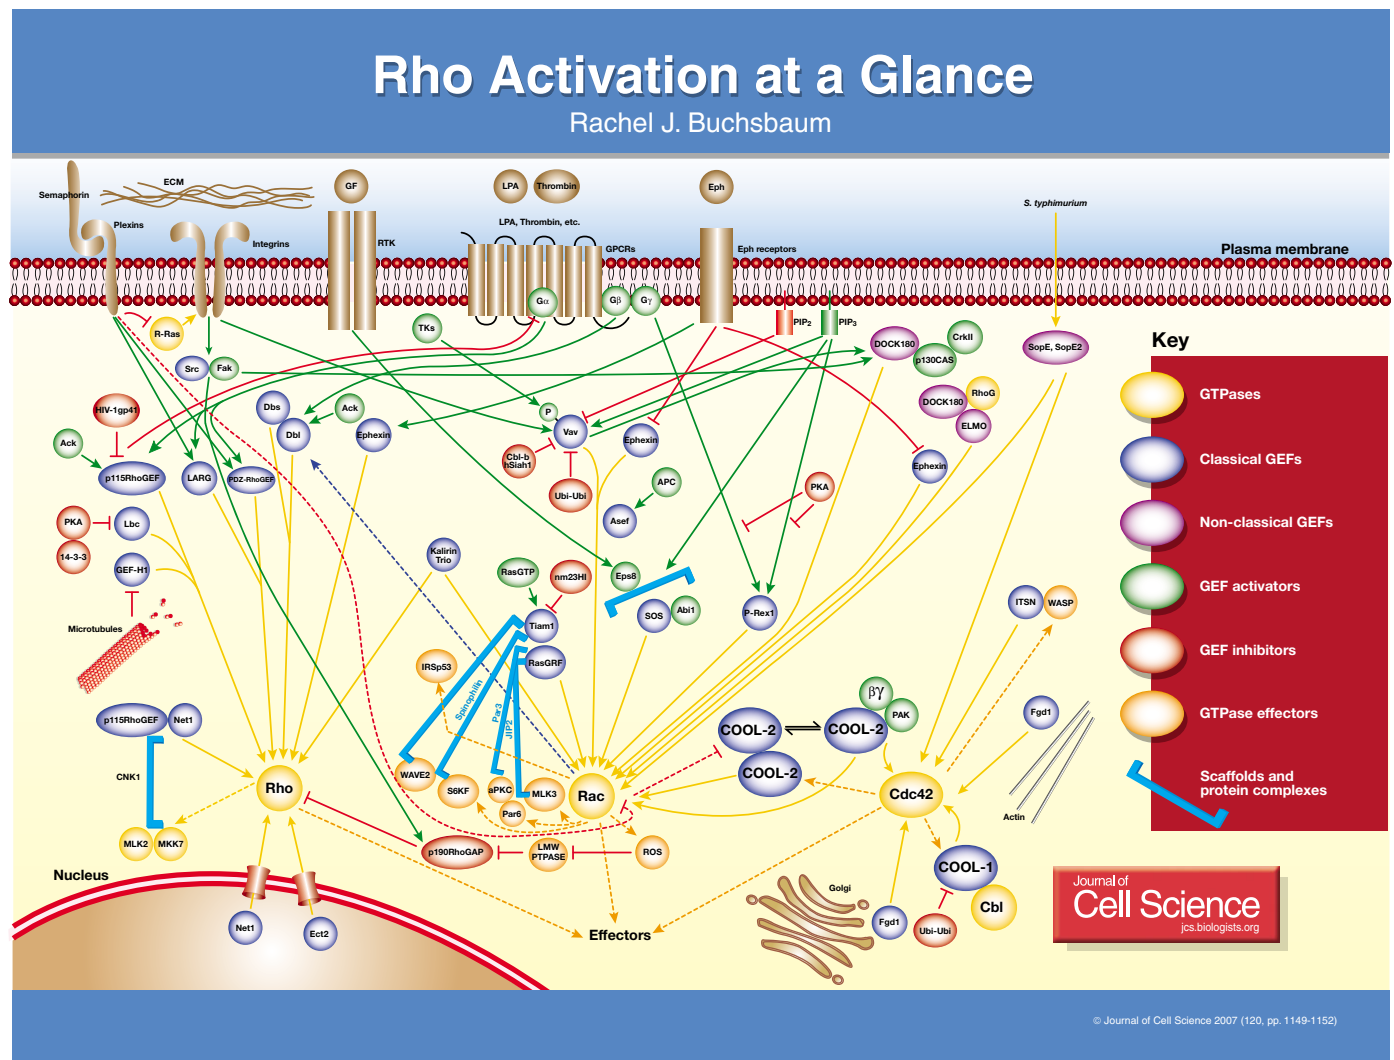 Rho Activation at a Glance
Rachel J. Buchsbaum
Semaphorin
ECM
Plexins
Integrins
GF
RTK
LPA
Thrombin
LPA, Thrombin, etc.
GPCRs
Eph
Eph receptors
S. typhimurium
Plasma membrane
Gα
Gβ
Gγ
R-Ras
TKs
PIP2
PIP3
DOCK180
CrkII
p130CAS
SopE, SopE2
Src
Fak
DOCK180
RhoG
ELMO
HIV-1gp41
Dbs
Ack
Dbl
Ephexin
P
Vav
Ephexin
Ack
Cbl-b
hSiah1
Ephexin
p115RhoGEF
LARG
PDZ-RhoGEF
Ubi-Ubi
APC
PKA
Asef
PKA
Lbc
14-3-3
GEF-H1
Kalirin
Trio
RasGTP
nm23HI
Eps8
Microtubules
Tiam1
SOS
Abi1
P-Rex1
ITSN
WASP
IRSp53
RasGRF
Spinophilin
Par3
JIP2
p115RhoGEF
Net1
CNK1
COOL-2
COOL-2
COOL-2
βγ
PAK
Fgd1
WAVE2
S6KF
aPKC
Par6
MLK3
Rho
Rac
Cdc42
Actin
MLK2
MKK7
p190RhoGAP
LMW
PTPASE
ROS
COOL-1
Cbl
Nucleus
Net1
Ect2
Effectors
Golgi
Fgd1
Ubi-Ubi
Key
GTPases
Classical GEFs
Non-classical GEFs
GEF activators
GEF inhibitors
GTPase effectors
Scaffolds and
protein complexes
Journal of
Cell Science
jcs.biologists.org
© Journal of Cell Science 2007 (120, pp. 1149-1152)